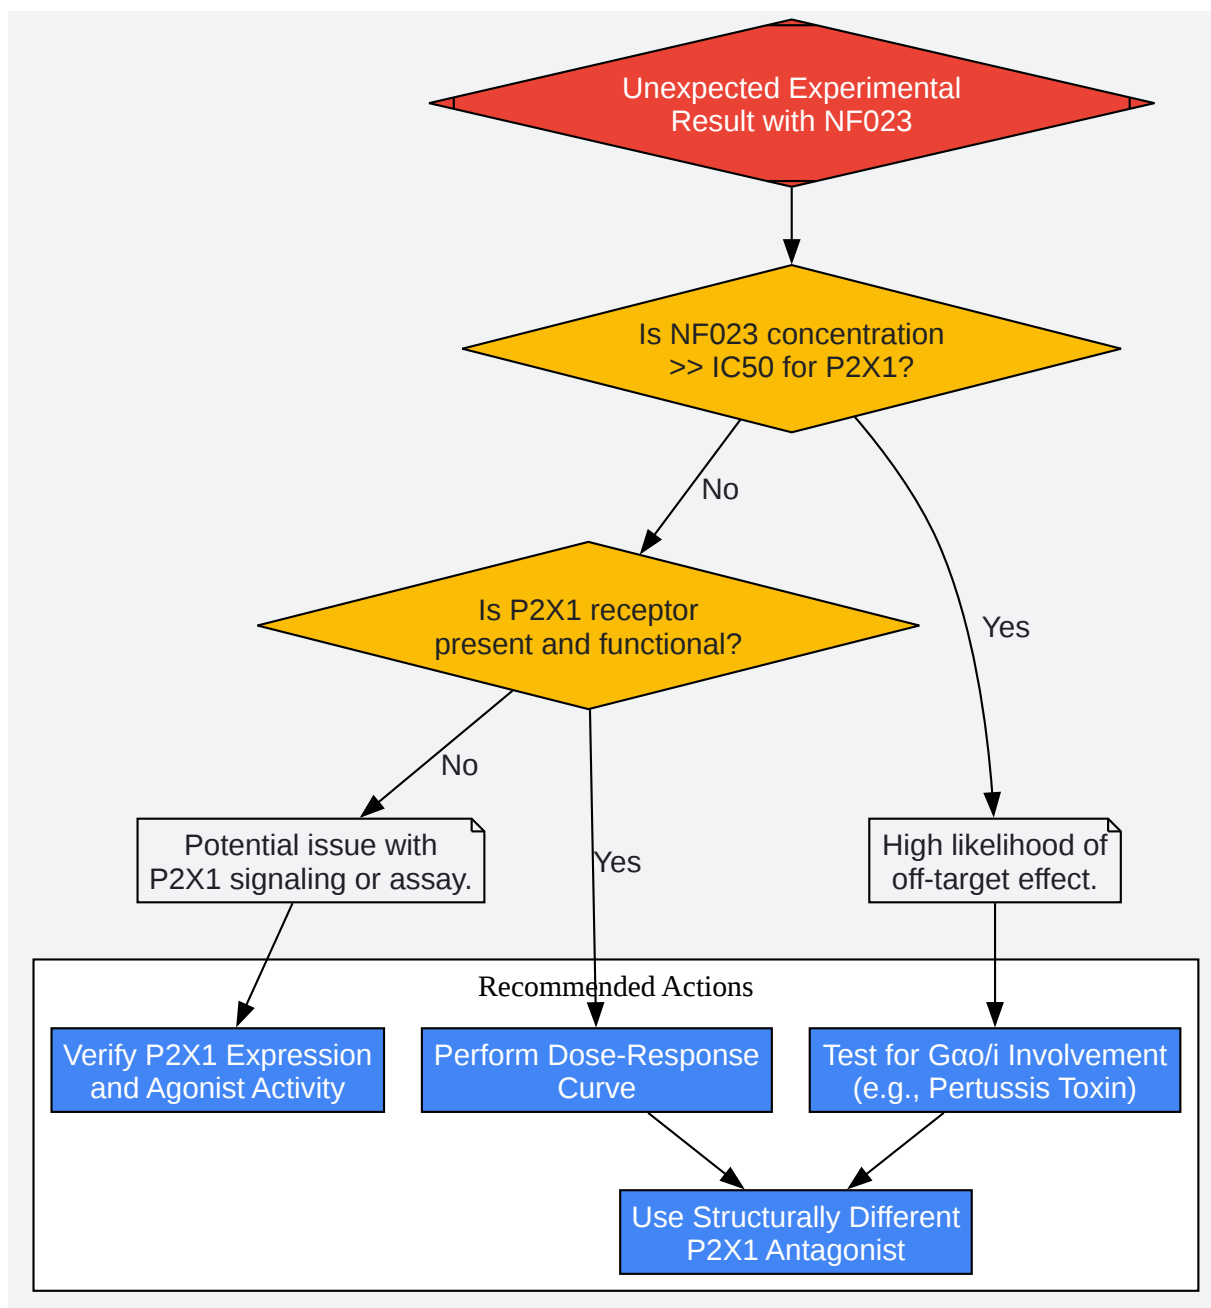 Unexpected Experimental
Result with NF023
Is NF023 concentration
>> IC50 for P2X1?
No
Yes
Is P2X1 receptor
present and functional?
No
Yes
Potential issue with
P2X1 signaling or assay.
High likelihood of
off-target effect.
Recommended Actions
Verify P2X1 Expression
and Agonist Activity
Perform Dose-Response
Curve
Test for Gαo/i Involvement
(e.g., Pertussis Toxin)
Use Structurally Different
P2X1 Antagonist